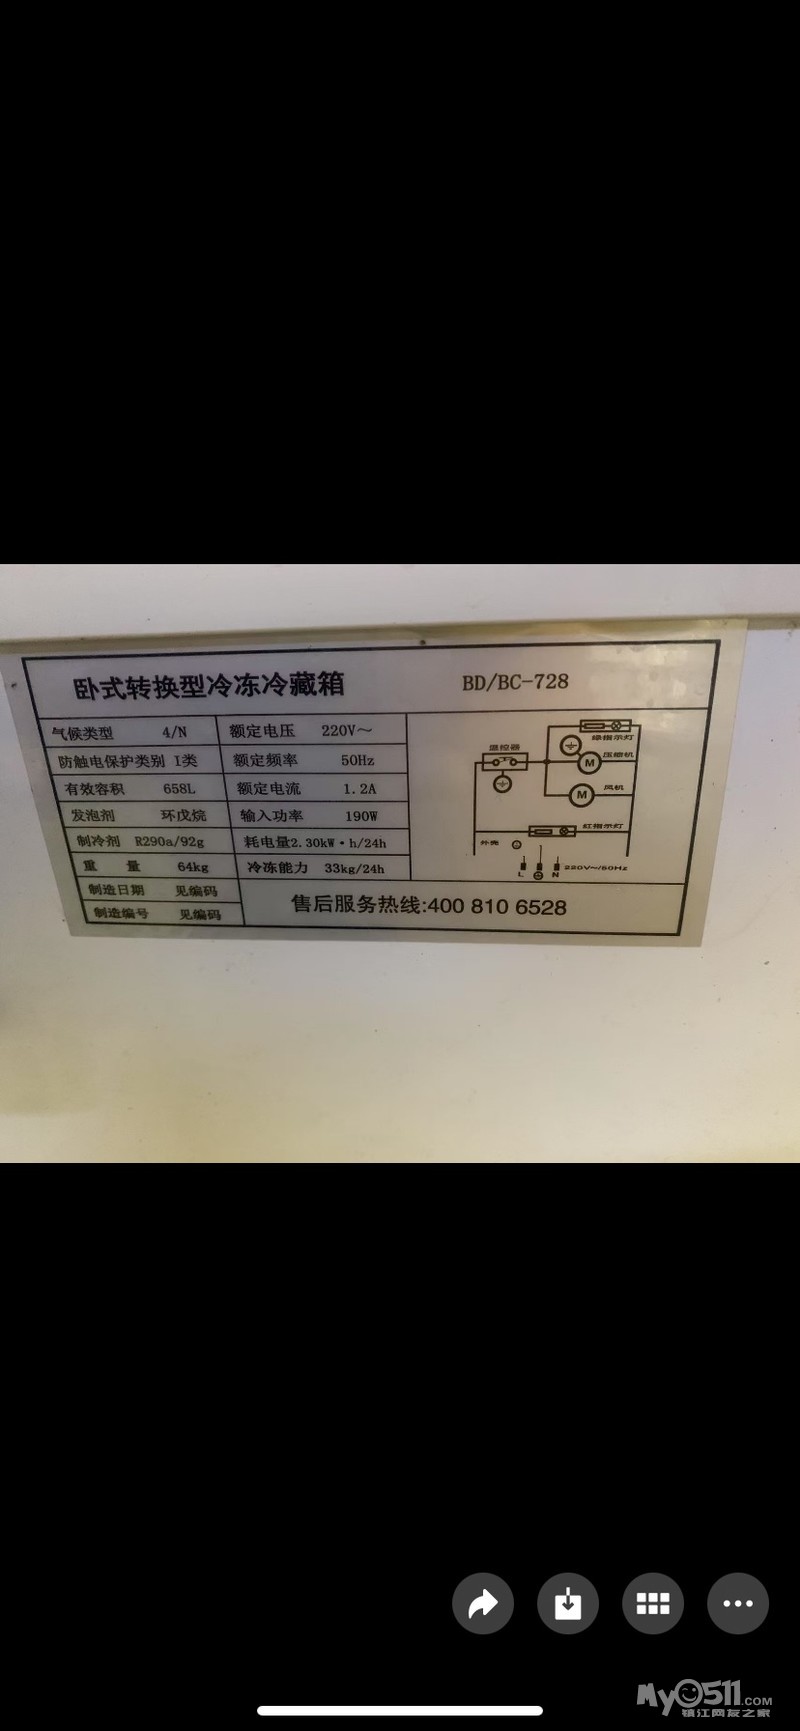 卧式转换型冷冻冷藏箱 BD/BC-728
气候类型 4/N 额定电压 220V～
防触电保护类别 I类 额定频率 50Hz
有效容积 658L 额定电流 1.2A
发泡剂 环戊烷 输入功率 190W
制冷剂 R290a/92g 耗电量2.30kW·h/24h
重 量 64kg 冷冻能力 33kg/24h
制造日期 见编码
制造编号 见编码
售后服务热线:400 810 6528
温控器
绿指示灯
M 压缩机
M 风机
红指示灯
外壳
L N 220V～/50Hz
My0511.COM
镇江网友之家